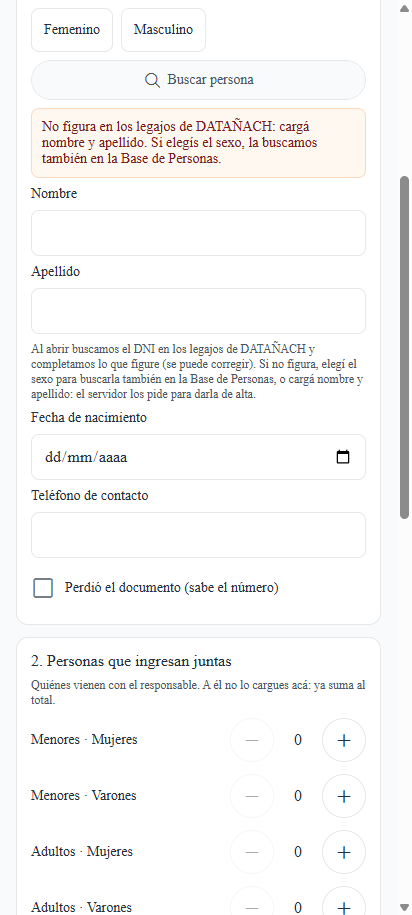 Femenino
Masculino
Buscar persona
No figura en los legajos de DATAÑACH: cargá
nombre y apellido. Si elegís el sexo, la buscamos
también en la Base de Personas.
Nombre
Apellido
Al abrir buscamos el DNI en los legajos de DATAÑACH y
completamos lo que figure (se puede corregir). Si no figura, elegí el
sexo para buscarla también en la Base de Personas, o cargá nombre y
apellido: el servidor los pide para darla de alta.
Fecha de nacimiento
dd/mm/aaaa
Teléfono de contacto
Perdió el documento (sabe el número)
2. Personas que ingresan juntas
Quiénes vienen con el responsable. A él no lo cargues acá: ya suma al
total.
Menores · Mujeres
— 0 +
Menores · Varones
— 0 +
Adultos · Mujeres
— 0 +
Adultos · Varones
— 0 +